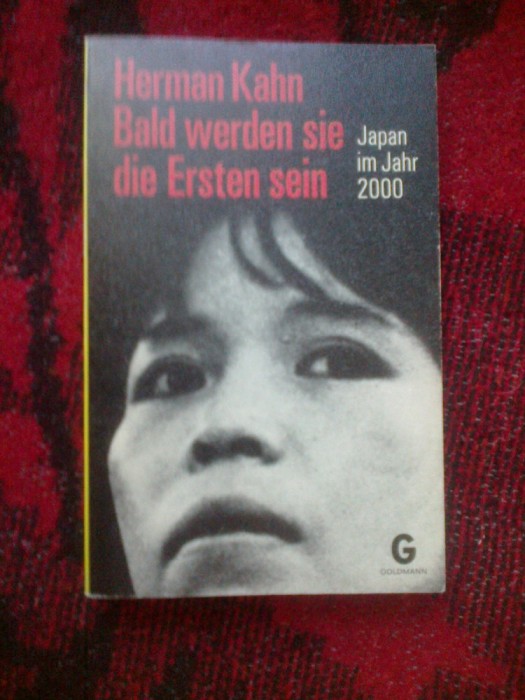 Herman Kahn
Bald werden sie
die Ersten sein
Japan
im Jahr
2000
G
GOLDMANN